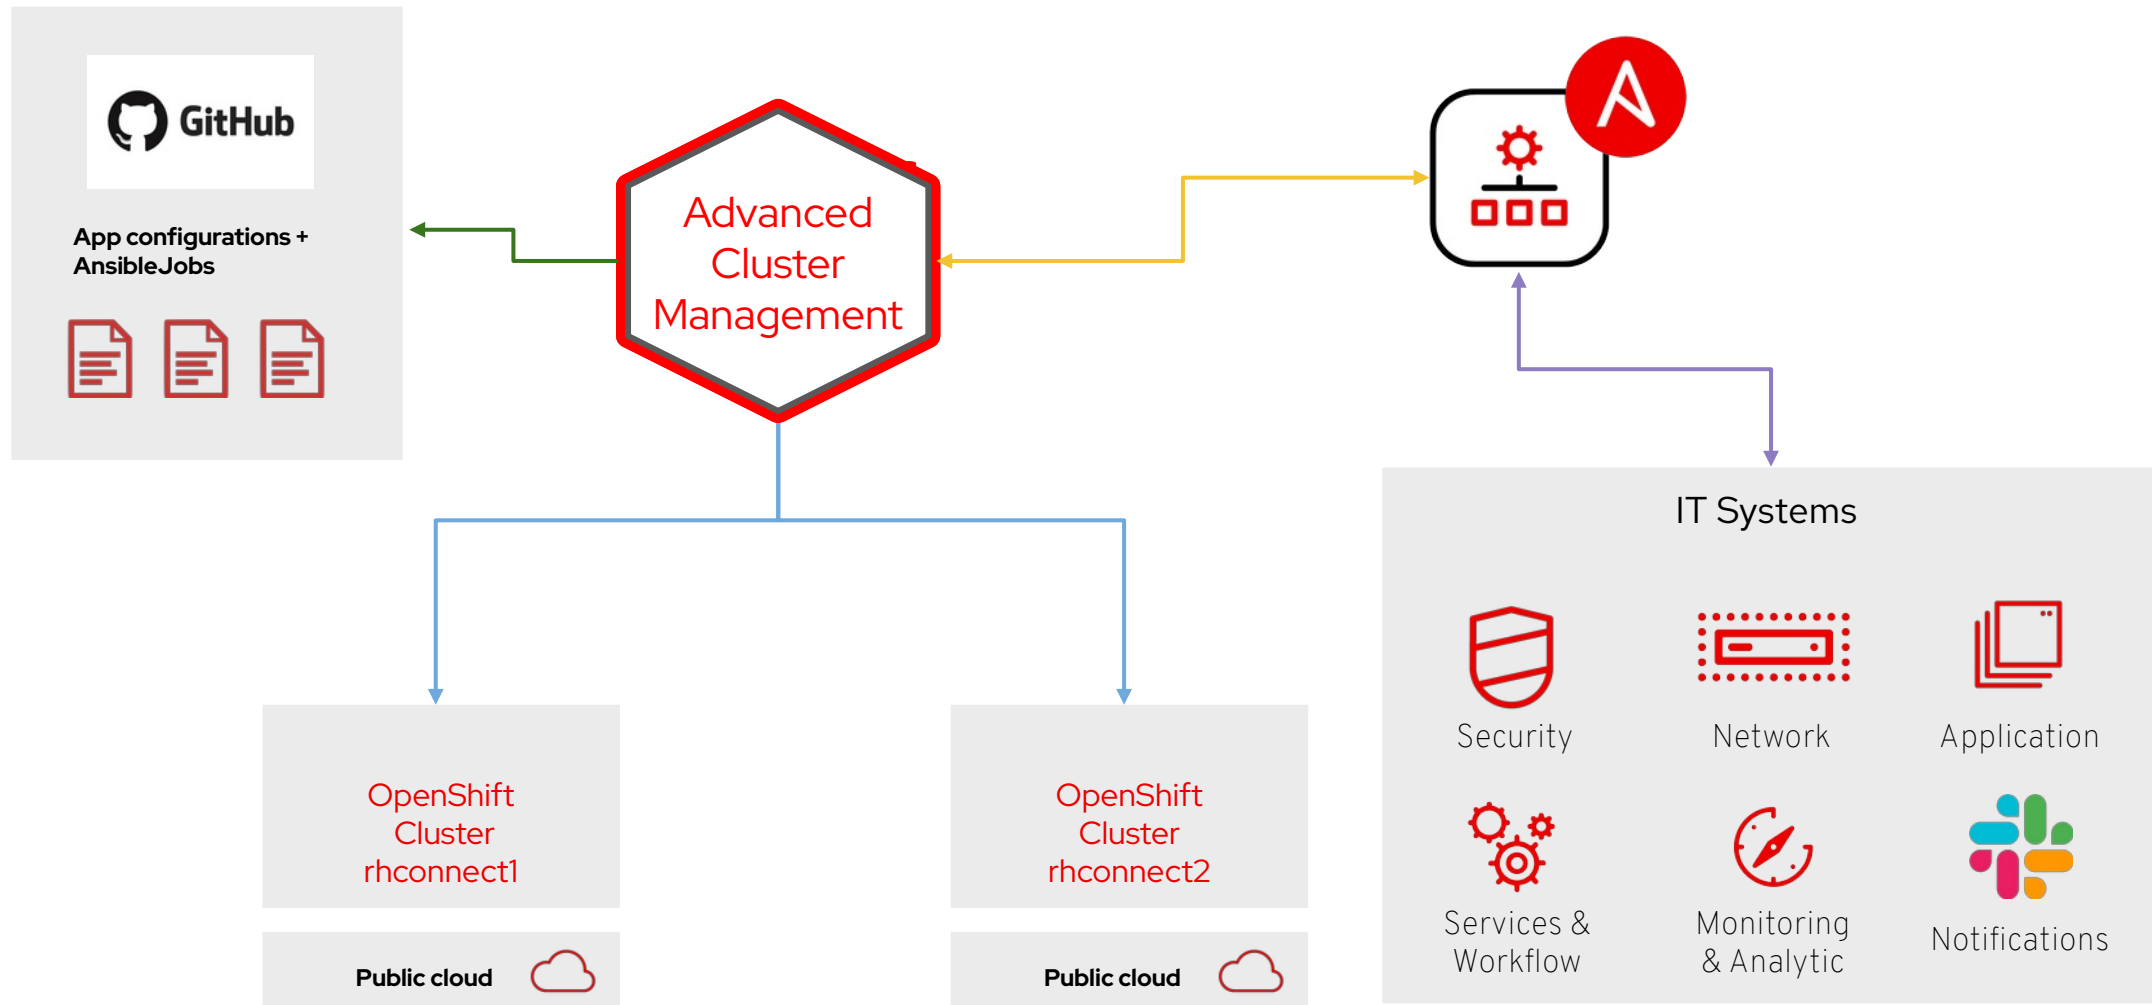 GitHub
App configurations +
AnsibleJobs
Advanced
Cluster
Management
A
IT Systems
Security
Network
Application
Services &
Workflow
Monitoring
& Analytic
Notifications
OpenShift
Cluster
rhconnect1
Public cloud
OpenShift
Cluster
rhconnect2
Public cloud